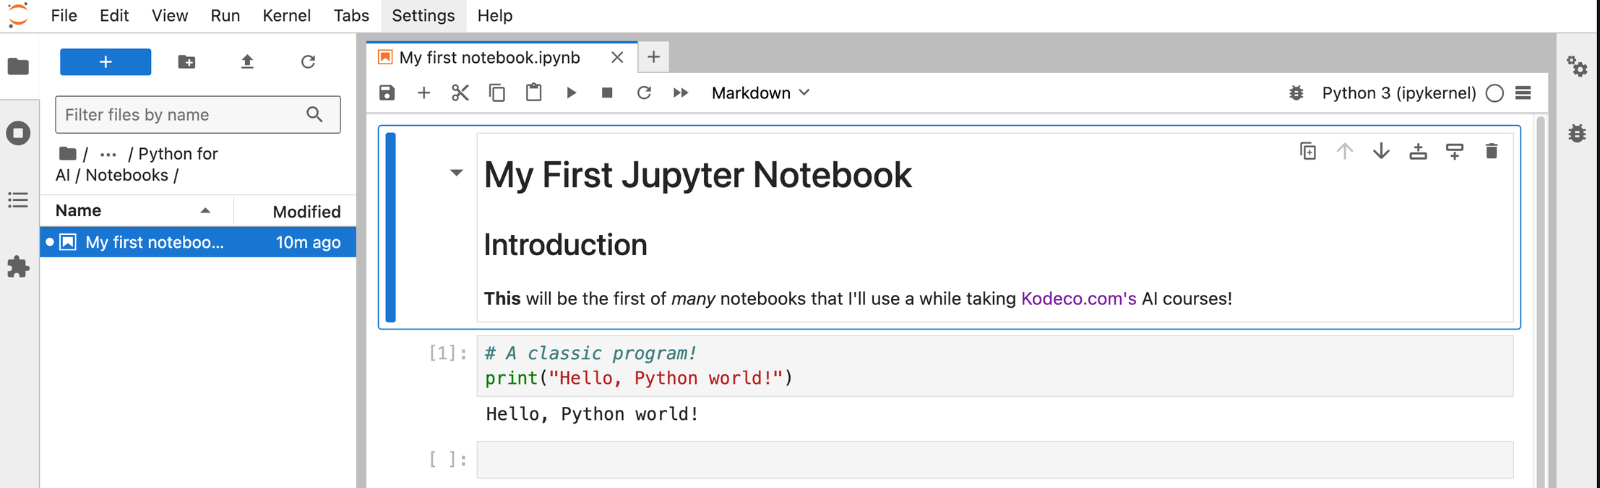 File Edit View Run Kernel Tabs Settings Help
+
Filter files by name
/ ··· / Python for
AI / Notebooks /
Name Modified
My first noteboo... 10m ago
My first notebook.ipynb
Markdown
Python 3 (ipykernel)
My First Jupyter Notebook
Introduction
This will be the first of many notebooks that I'll use a while taking Kodeco.com's AI courses!
[1]: # A classic program!
print("Hello, Python world!")
Hello, Python world!
[ ]: